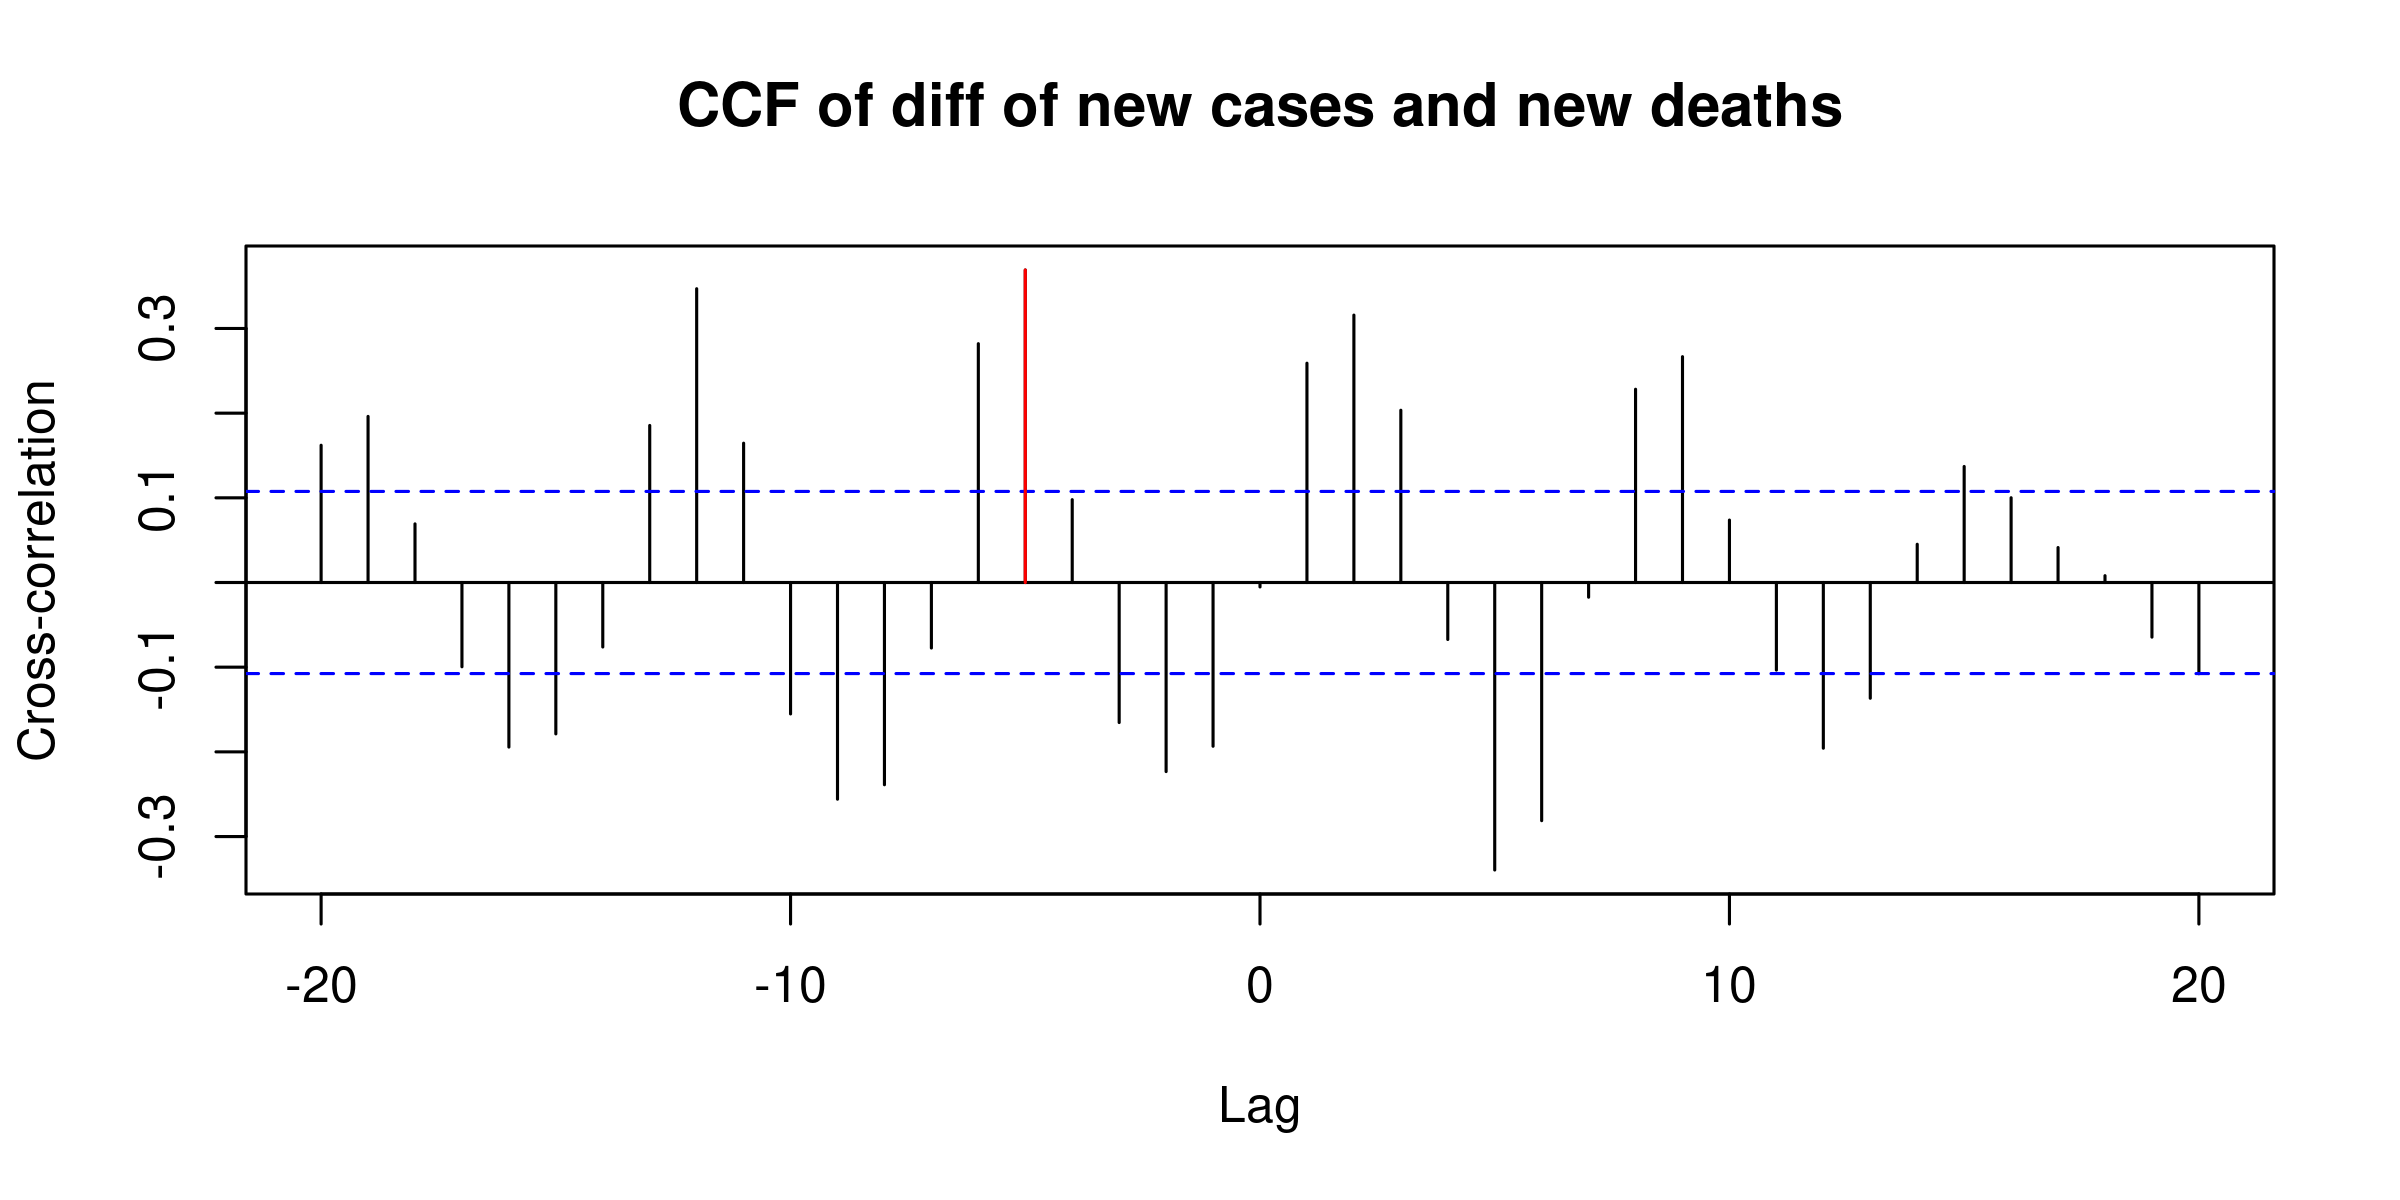 CCF of diff of new cases and new deaths
Cross-correlation
0.3
0.1
-0.1
-0.3
-20 -10 0 10 20
Lag